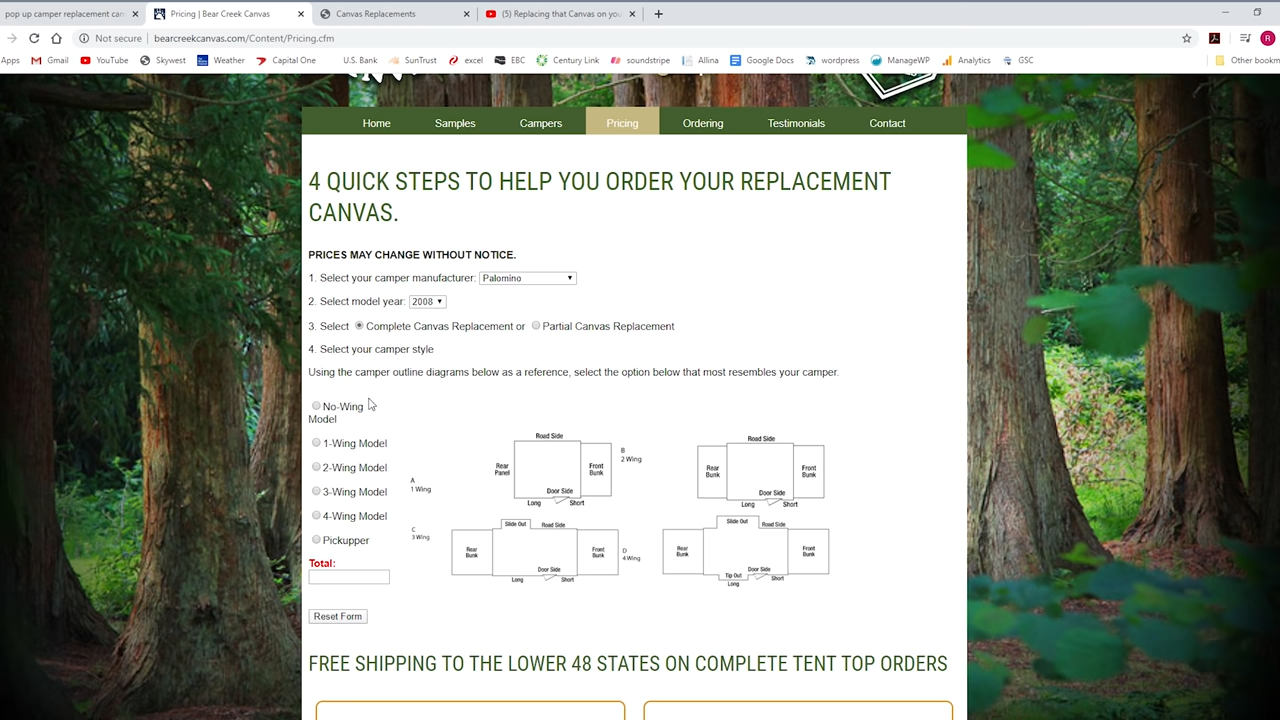 pop up camper replacement can
Pricing | Bear Creek Canvas
Canvas Replacements
(5) Replacing that Canvas on you
Not secure | bearcreekcanvas.com/Content/Pricing.cfm
Apps Gmail YouTube Skywest Weather Capital One U.S. Bank SunTrust excel EBC Century Link soundstripe Allina Google Docs wordpress ManageWP Analytics GSC Other bookm
R
Home Samples Campers Pricing Ordering Testimonials Contact
4 QUICK STEPS TO HELP YOU ORDER YOUR REPLACEMENT
CANVAS.
PRICES MAY CHANGE WITHOUT NOTICE.
1. Select your camper manufacturer: Palomino
2. Select model year: 2008
3. Select Complete Canvas Replacement or Partial Canvas Replacement
4. Select your camper style
Using the camper outline diagrams below as a reference, select the option below that most resembles your camper.
No-Wing
Model
1-Wing Model
2-Wing Model
3-Wing Model
4-Wing Model
Pickupper
Total:
Reset Form
A
1 Wing
Road Side
Rear
Panel
Front
Bunk
Door Side
Long Short
B
2 Wing
Road Side
Rear
Bunk
Front
Bunk
Door Side
Long Short
C
3 Wing
Slide Out Road Side
Rear
Bunk
Front
Bunk
Door Side
Long Short
D
4 Wing
Slide Out Road Side
Rear
Bunk
Front
Bunk
Tip Out Door Side
Long Short
FREE SHIPPING TO THE LOWER 48 STATES ON COMPLETE TENT TOP ORDERS